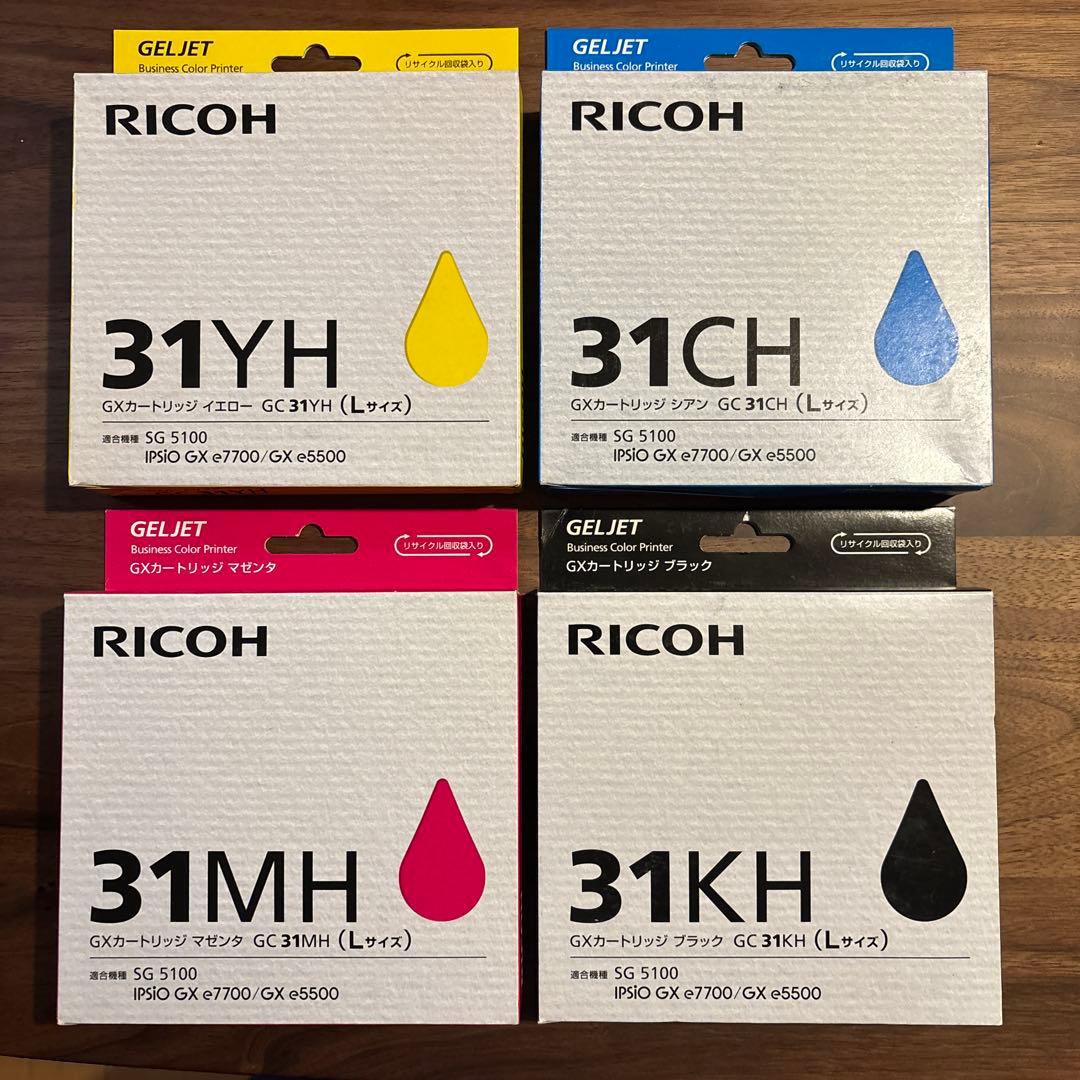 GELJET
Business Color Printer
リサイクル回収袋入り
RICOH
31YH
GXカートリッジ イエロー GC 31YH (Lサイズ)
適合機種 SG 5100
IPSiO GX e7700/GX e5500
GELJET
Business Color Printer
リサイクル回収袋入り
RICOH
31CH
GXカートリッジ シアン GC 31CH (Lサイズ)
適合機種 SG 5100
IPSiO GX e7700/GX e5500
GELJET
Business Color Printer
リサイクル回収袋入り
GXカートリッジ マゼンタ
RICOH
31MH
GXカートリッジ マゼンタ GC 31MH (Lサイズ)
適合機種 SG 5100
IPSiO GX e7700/GX e5500
GELJET
Business Color Printer
リサイクル回収袋入り
GXカートリッジ ブラック
RICOH
31KH
GXカートリッジ ブラック GC 31KH (Lサイズ)
適合機種 SG 5100
IPSiO GX e7700/GX e5500